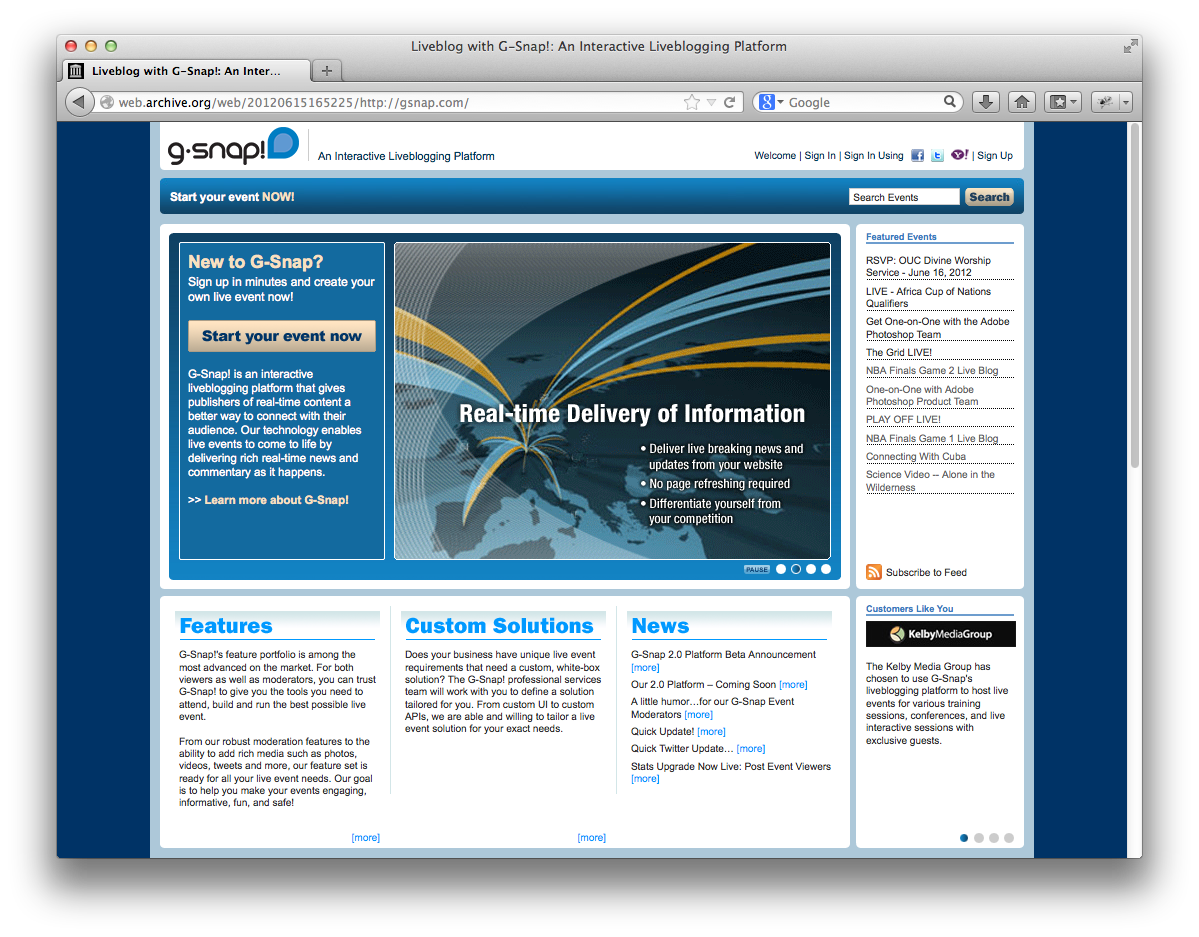 Liveblog with G-Snap!: An Interactive Liveblogging Platform
Liveblog with G-Snap!: An Inter...
web.archive.org/web/20120615165225/http://gsnap.com/
Google
g·snap!
An Interactive Liveblogging Platform
Welcome | Sign In | Sign In Using | Sign Up
Start your event NOW!
Search Events
Search
New to G-Snap?
Sign up in minutes and create your
own live event now!
Start your event now
G-Snap! is an interactive
liveblogging platform that gives
publishers of real-time content a
better way to connect with their
audience. Our technology enables
live events to come to life by
delivering rich real-time news and
commentary as it happens.
>> Learn more about G-Snap!
Real-time Delivery of Information
• Deliver live breaking news and
updates from your website
• No page refreshing required
• Differentiate yourself from
your competition
PAUSE
Featured Events
RSVP: OUC Divine Worship
Service - June 16, 2012
LIVE - Africa Cup of Nations
Qualifiers
Get One-on-One with the Adobe
Photoshop Team
The Grid LIVE!
NBA Finals Game 2 Live Blog
One-on-One with Adobe
Photoshop Product Team
PLAY OFF LIVE!
NBA Finals Game 1 Live Blog
Connecting With Cuba
Science Video -- Alone in the
Wilderness
Subscribe to Feed
Features
G-Snap!'s feature portfolio is among the
most advanced on the market. For both
viewers as well as moderators, you can trust
G-Snap! to give you the tools you need to
attend, build and run the best possible live
event.
From our robust moderation features to the
ability to add rich media such as photos,
videos, tweets and more, our feature set is
ready for all your live event needs. Our goal
is to help you make your events engaging,
informative, fun, and safe!
[more]
Custom Solutions
Does your business have unique live event
requirements that need a custom, white-box
solution? The G-Snap! professional services
team will work with you to define a solution
tailored for you. From custom UI to custom
APIs, we are able and willing to tailor a live
event solution for your exact needs.
[more]
News
G-Snap 2.0 Platform Beta Announcement
[more]
Our 2.0 Platform – Coming Soon [more]
A little humor…for our G-Snap Event
Moderators [more]
Quick Update! [more]
Quick Twitter Update… [more]
Stats Upgrade Now Live: Post Event Viewers
[more]
Customers Like You
KelbyMediaGroup
The Kelby Media Group has
chosen to use G-Snap's
liveblogging platform to host live
events for various training
sessions, conferences, and live
interactive sessions with
exclusive guests.